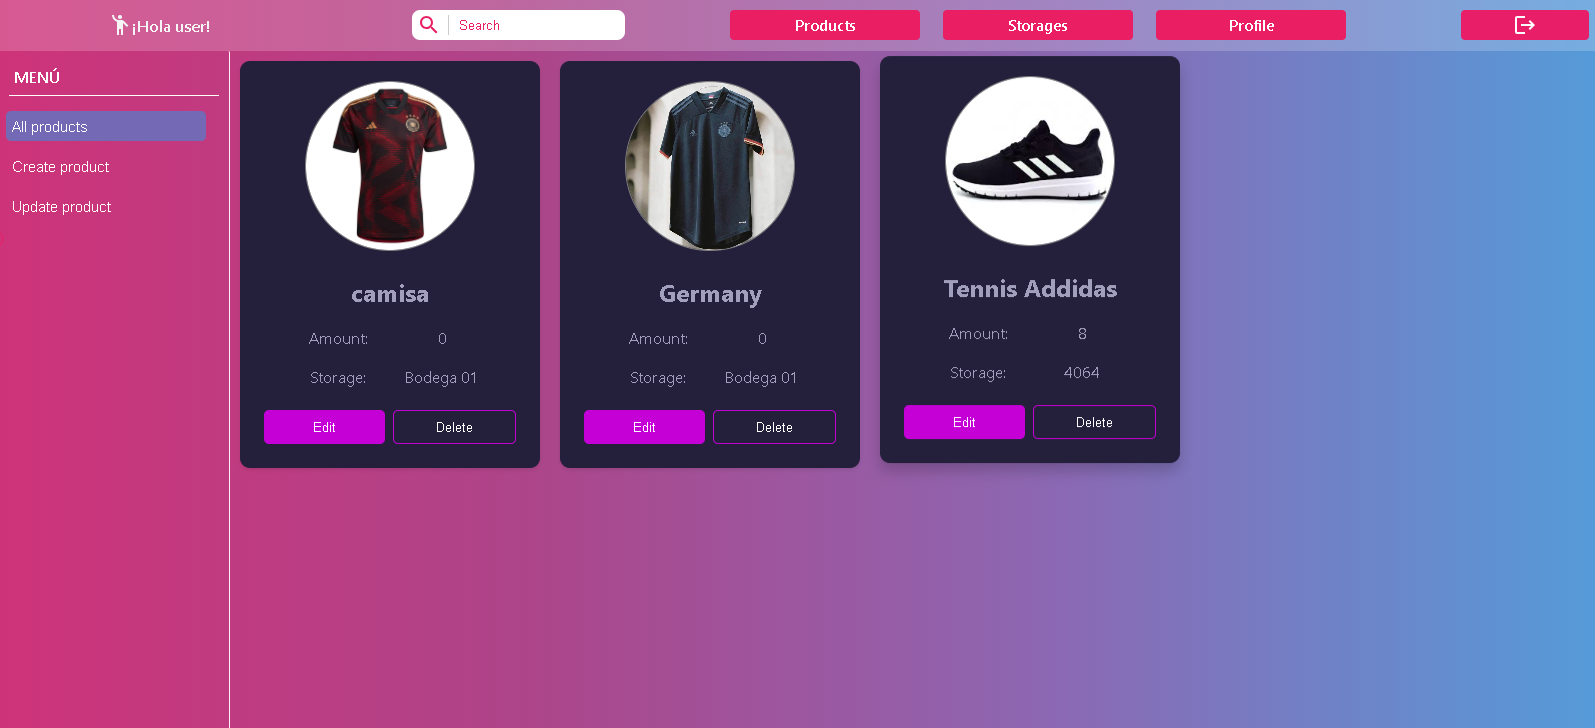 ¡Hola user!
Search
Products
Storages
Profile
MENÚ
All products
Create product
Update product
camisa
Amount: 0
Storage: Bodega 01
Edit Delete
Germany
Amount: 0
Storage: Bodega 01
Edit Delete
Tennis Addidas
Amount: 8
Storage: 4064
Edit Delete